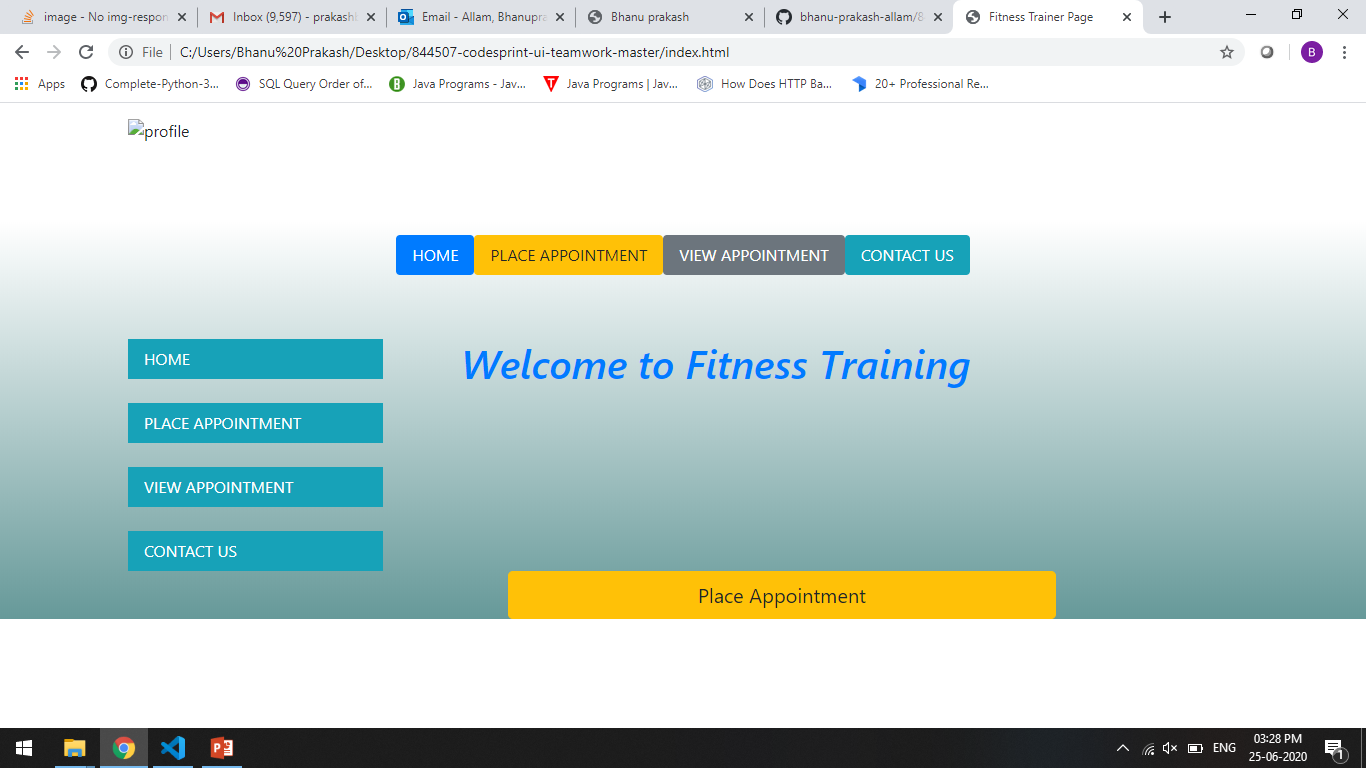 image - No img-respon
Inbox (9,597) - prakashl
Email - Allam, Bhanupra
Bhanu prakash
bhanu-prakash-allam/8
Fitness Trainer Page
File
C:/Users/Bhanu%20Prakash/Desktop/844507-codesprint-ui-teamwork-master/index.html
B
Apps
Complete-Python-3...
SQL Query Order of...
Java Programs - Jav...
Java Programs | Jav...
How Does HTTP Ba...
20+ Professional Re...
profile
HOME
PLACE APPOINTMENT
VIEW APPOINTMENT
CONTACT US
HOME
Welcome to Fitness Training
PLACE APPOINTMENT
VIEW APPOINTMENT
CONTACT US
Place Appointment
ENG
03:28 PM
25-06-2020
1